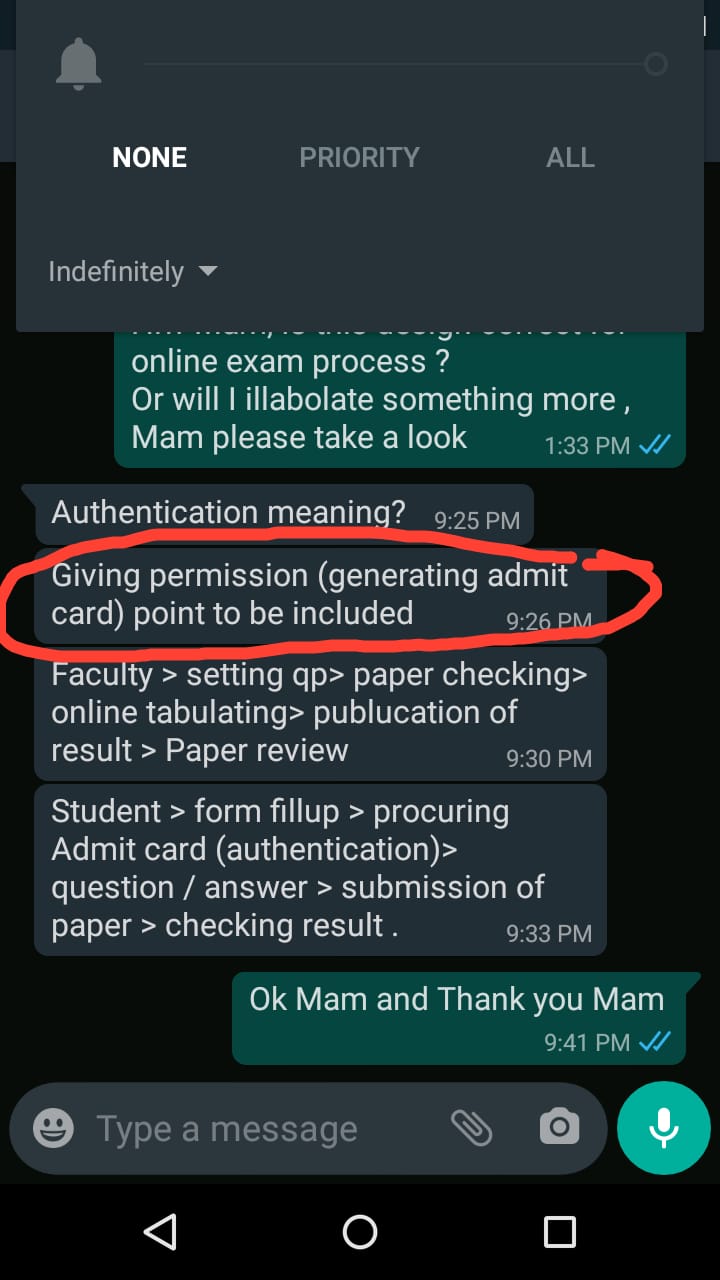 NONE PRIORITY ALL
Indefinitely
online exam process ?
Or will I illabolate something more ,
Mam please take a look 1:33 PM
Authentication meaning? 9:25 PM
Giving permission (generating admit
card) point to be included 9:26 PM
Faculty > setting qp> paper checking>
online tabulating> publucation of
result > Paper review 9:30 PM
Student > form fillup > procuring
Admit card (authentication)>
question / answer > submission of
paper > checking result . 9:33 PM
Ok Mam and Thank you Mam
9:41 PM
Type a message